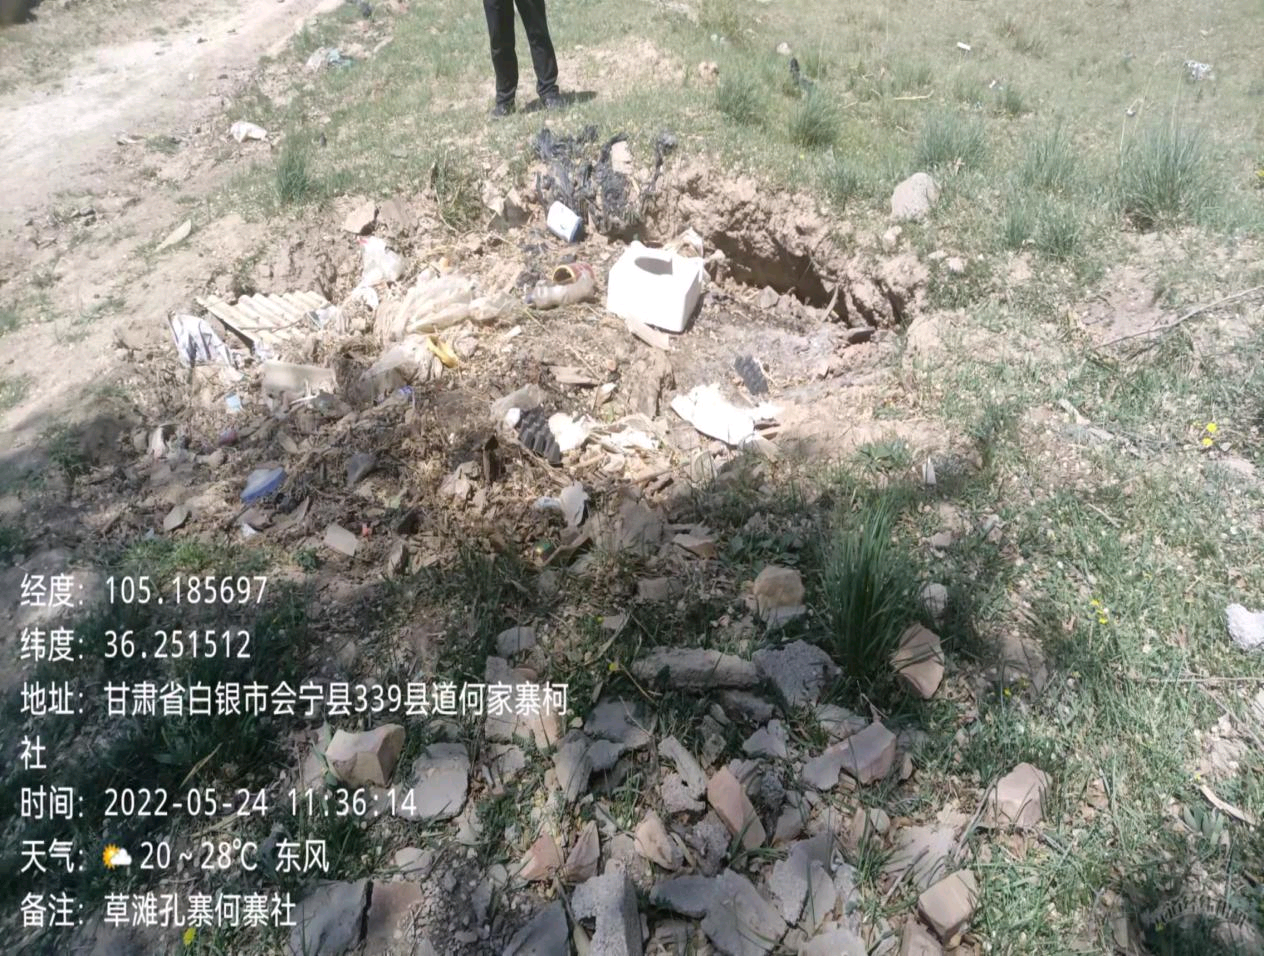 经度: 105.185697
纬度: 36.251512
地址: 甘肃省白银市会宁县339县道何家寨柯
社
时间: 2022-05-24 11:36:14
天气: 20~28℃ 东风
备注: 草滩孔寨何寨社